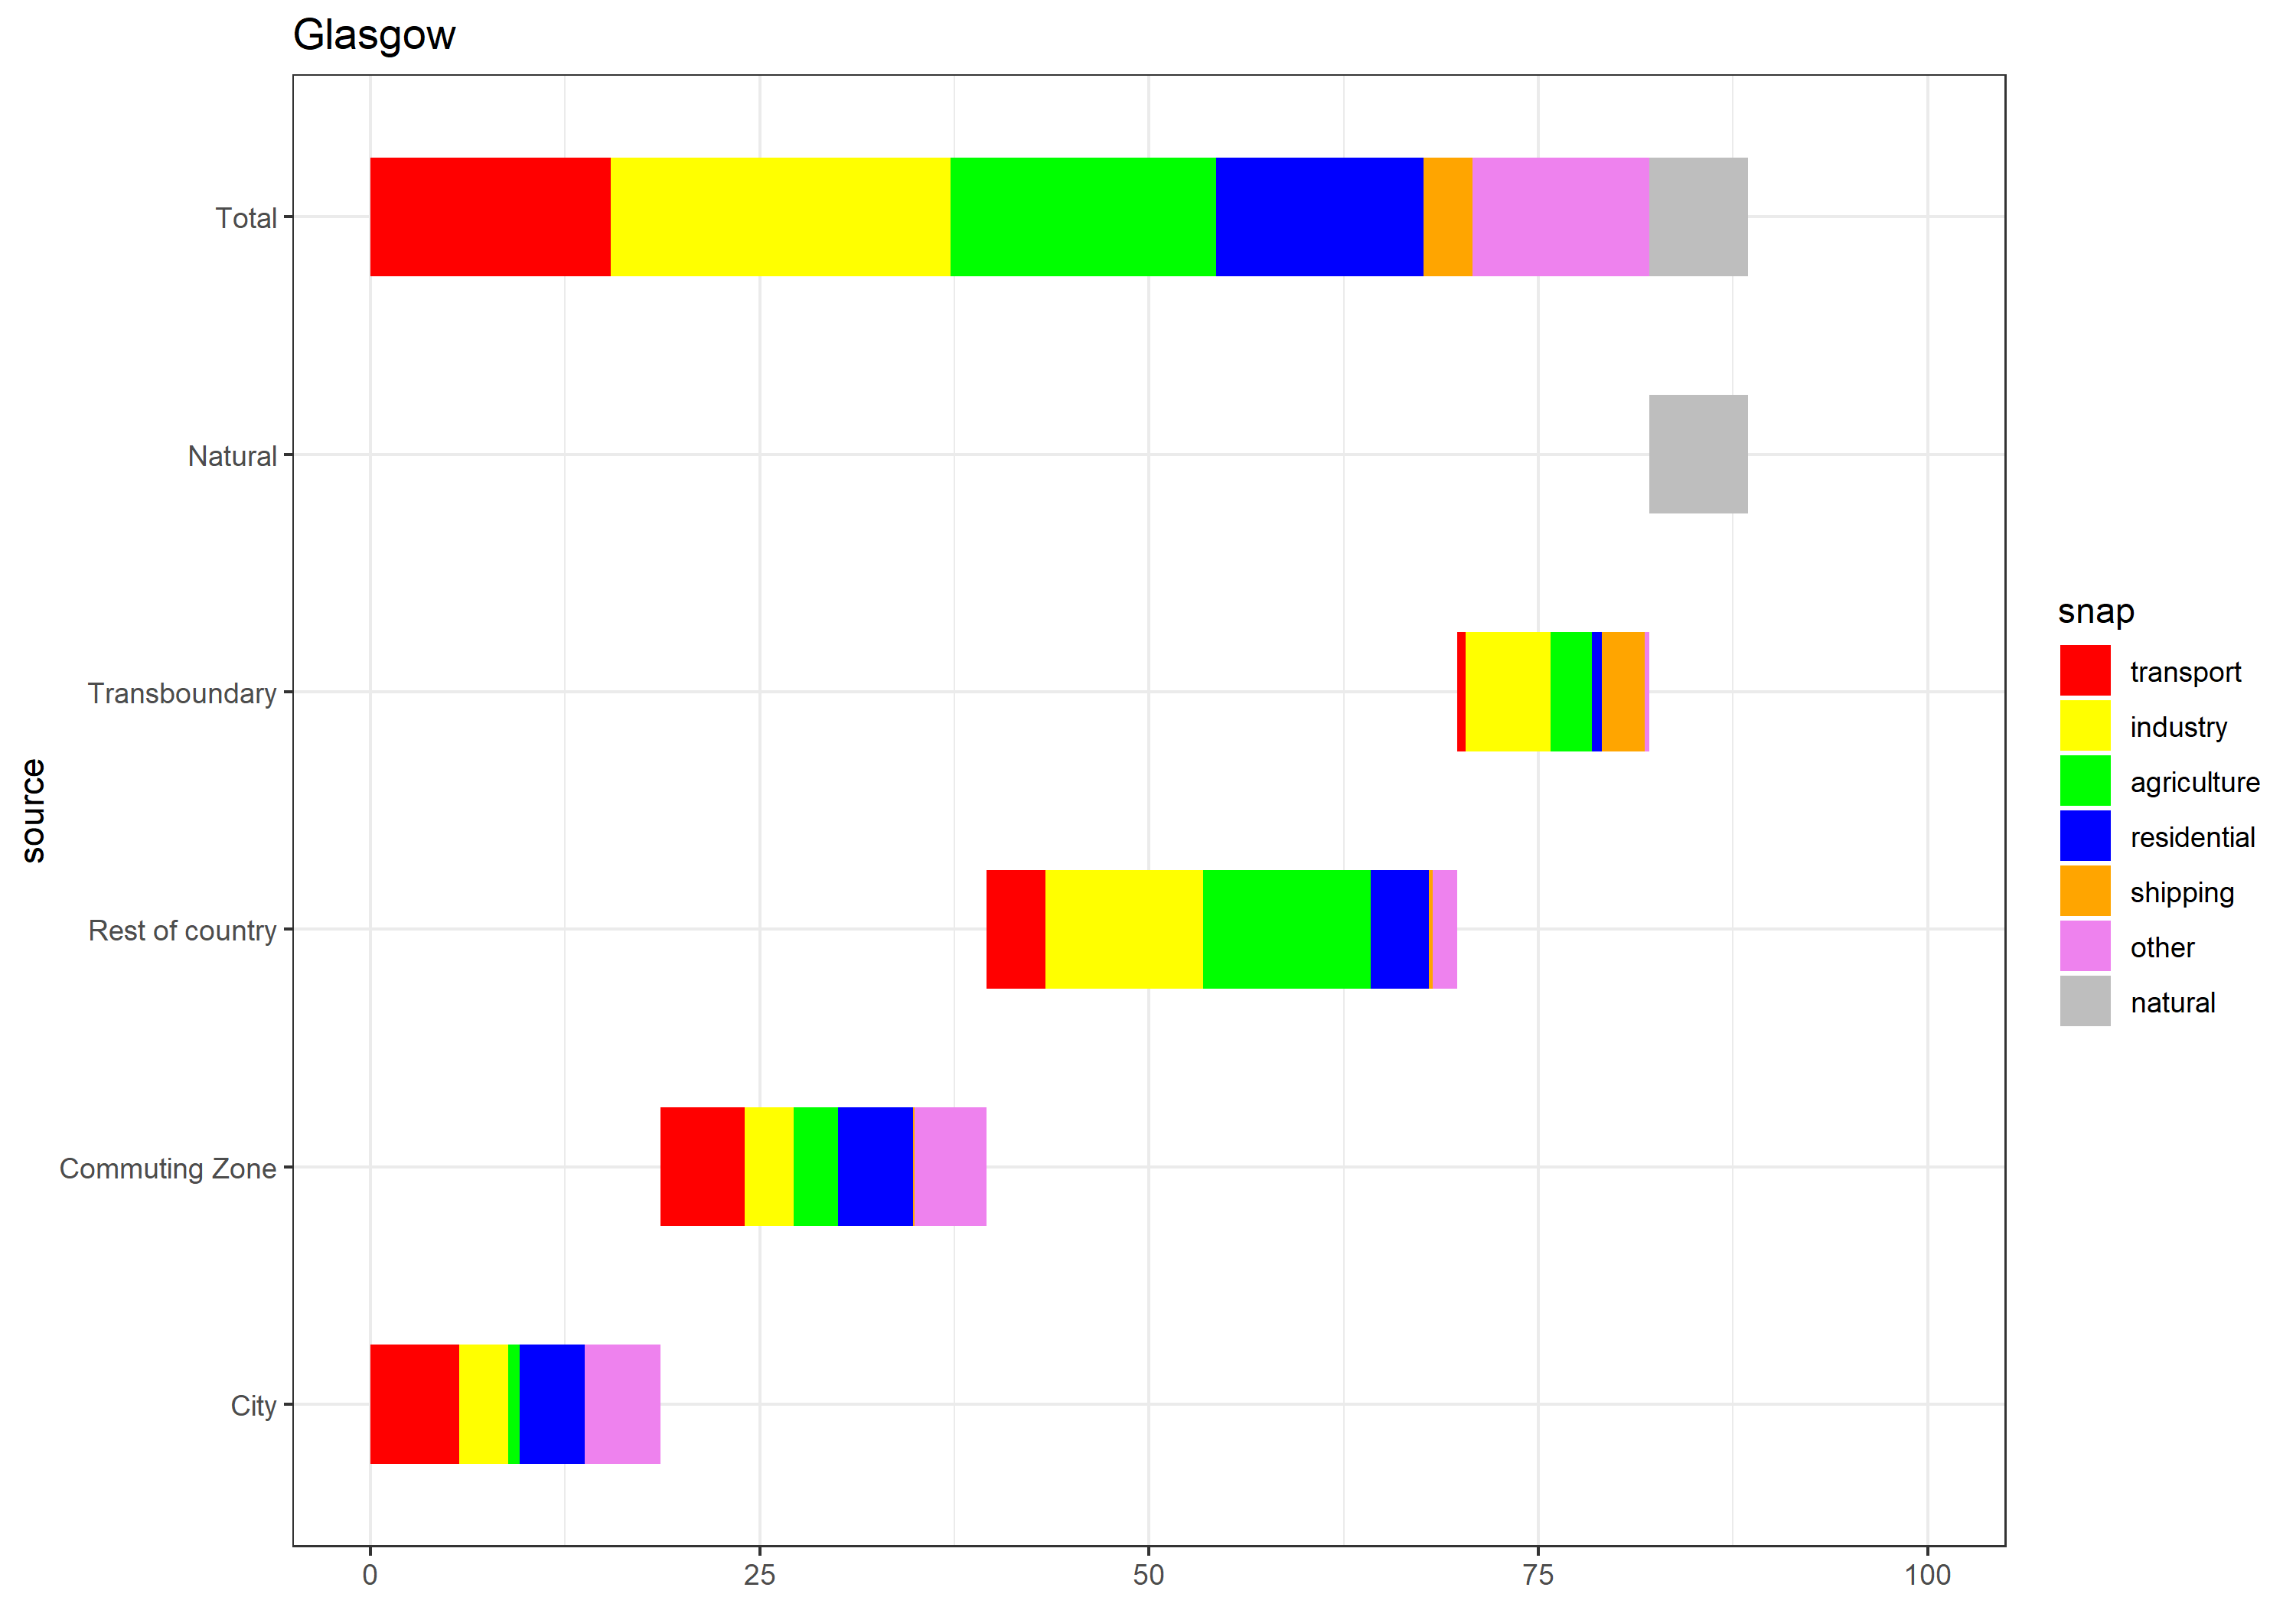 Glasgow
Total
Natural
Transboundary
Rest of country
Commuting Zone
City
source
0 25 50 75 100
snap
transport
industry
agriculture
residential
shipping
other
natural